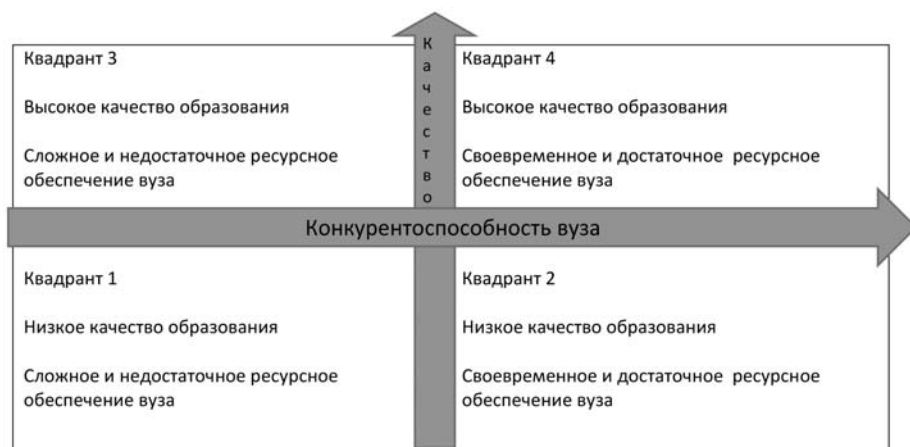 Квадрант 3
Высокое качество образования
Сложное и недостаточное ресурсное
обеспечение вуза
Качество
Квадрант 4
Высокое качество образования
Своевременное и достаточное ресурсное
обеспечение вуза
Конкурентоспособность вуза
Квадрант 1
Низкое качество образования
Сложное и недостаточное ресурсное
обеспечение вуза
Квадрант 2
Низкое качество образования
Своевременное и достаточное ресурсное
обеспечение вуза